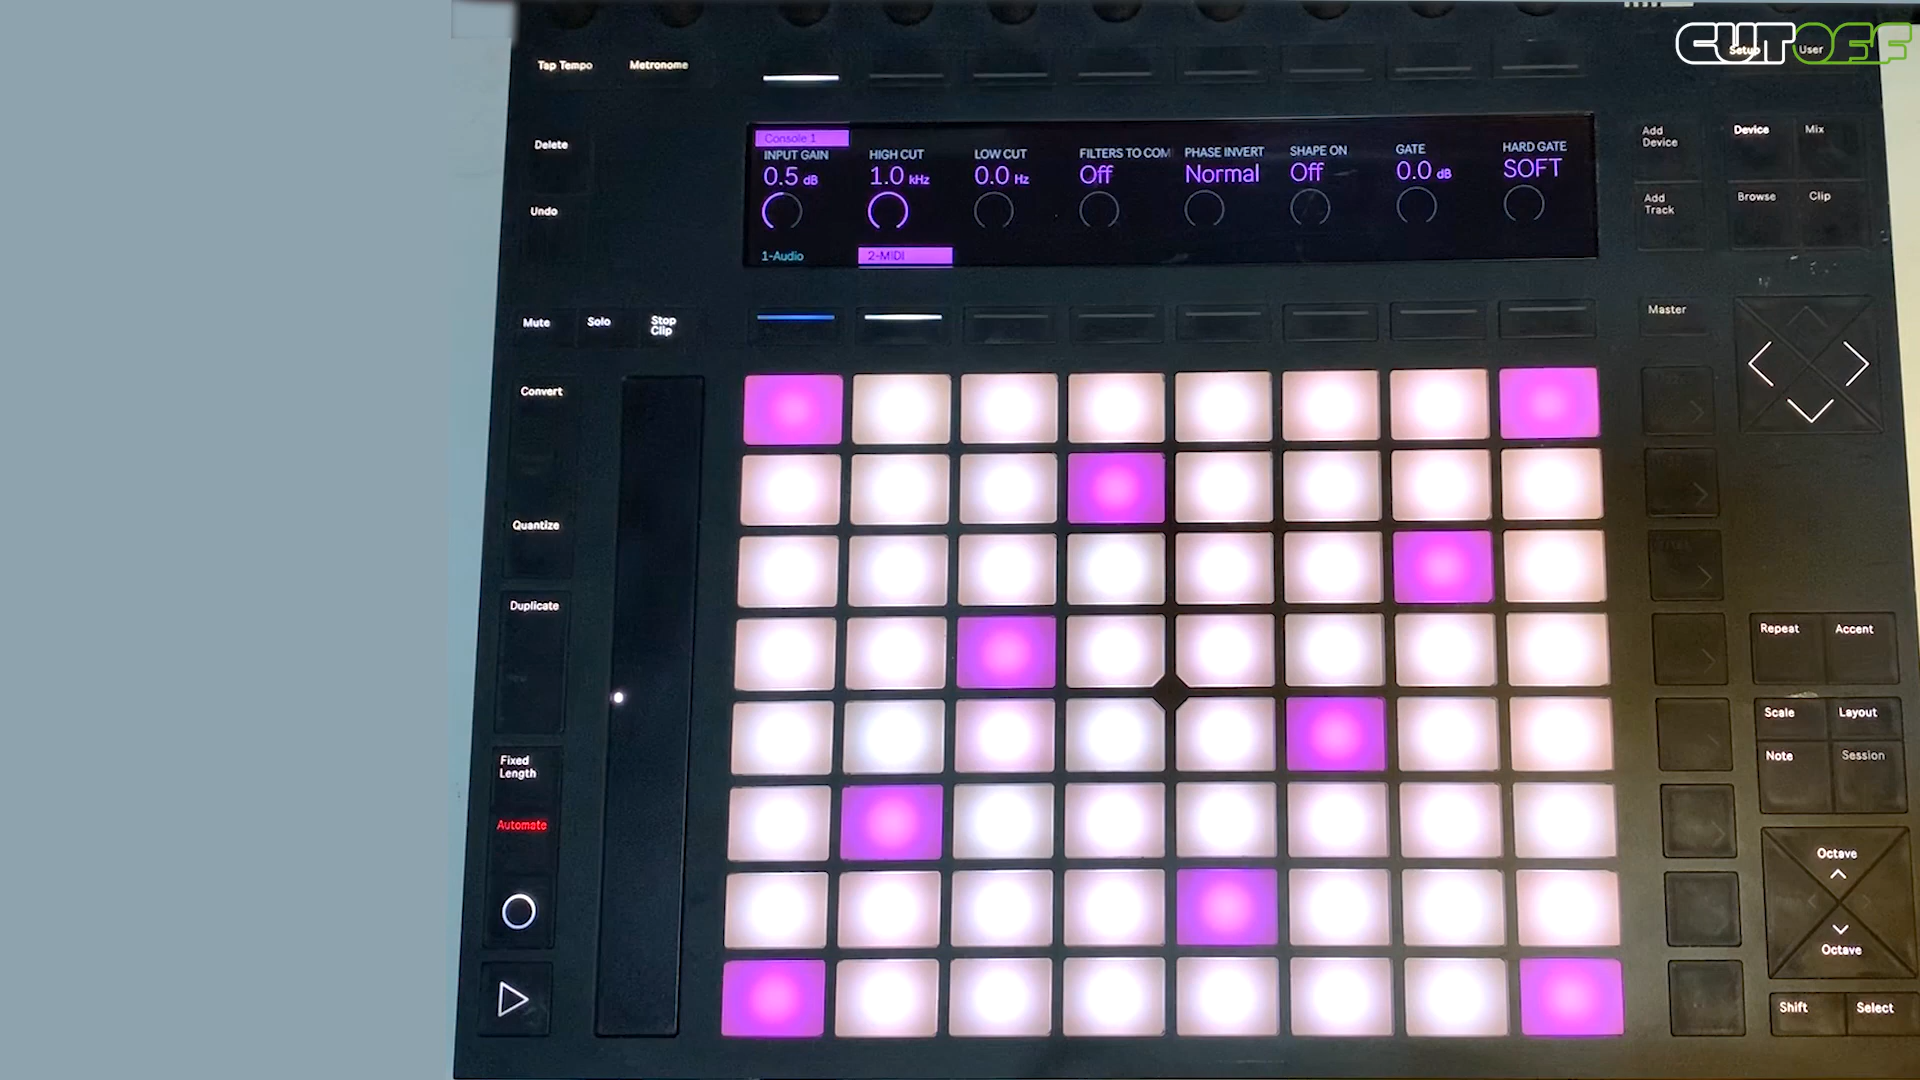 CUTOFF
Tap Tempo
Metronome
Setup
User
Delete
Undo
Console 1
INPUT GAIN
0.5 dB
HIGH CUT
1.0 kHz
LOW CUT
0.0 Hz
FILTERS TO COM
Off
PHASE INVERT
Normal
SHAPE ON
Off
GATE
0.0 dB
HARD GATE
SOFT
1-Audio
2-MIDI
Add
Device
Device
Mix
Add
Track
Browse
Clip
Mute
Solo
Stop
Clip
Master
Convert
Quantize
Duplicate
Fixed
Length
Automate
Repeat
Accent
Scale
Layout
Note
Session
Octave
Octave
Shift
Select